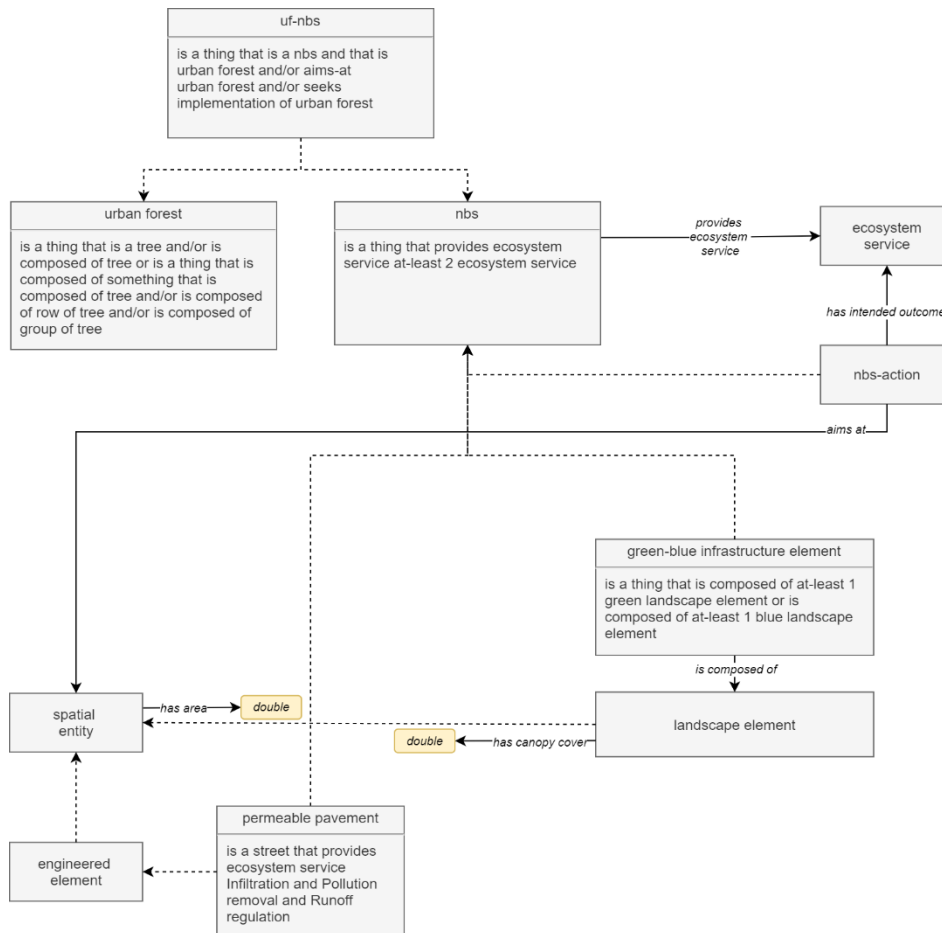 uf-nbs
is a thing that is a nbs and that is
urban forest and/or aims-at
urban forest and/or seeks
implementation of urban forest
urban forest
is a thing that is a tree and/or is
composed of tree or is a thing that is
composed of something that is
composed of tree and/or is composed
of row of tree and/or is composed of
group of tree
nbs
is a thing that provides ecosystem
service at-least 2 ecosystem service
provides
ecosystem
service
ecosystem
service
has intended outcome
nbs-action
aims at
green-blue infrastructure element
is a thing that is composed of at-least 1
green landscape element or is
composed of at-least 1 blue landscape
element
is composed of
landscape element
has canopy cover
double
spatial
entity
has area
double
engineered
element
permeable pavement
is a street that provides
ecosystem service
Infiltration and Pollution
removal and Runoff
regulation